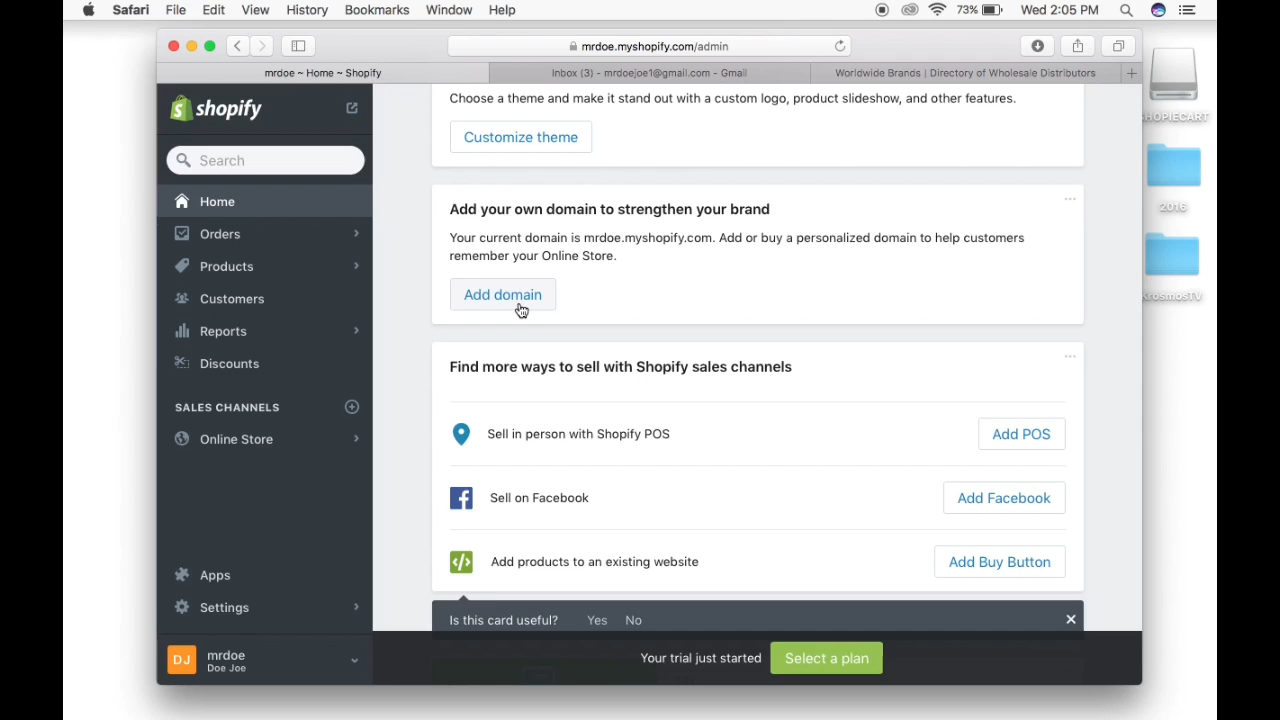 Safari File Edit View History Bookmarks Window Help 73% Wed 2:05 PM
mrdoe.myshopify.com/admin
mrdoe ~ Home ~ Shopify
Inbox (3) - mrdoejoe1@gmail.com - Gmail
Worldwide Brands | Directory of Wholesale Distributors
shopify
Search
Home
Orders
Products
Customers
Reports
Discounts
SALES CHANNELS
Online Store
Apps
Settings
DJ
mrdoe
Doe Joe
Choose a theme and make it stand out with a custom logo, product slideshow, and other features.
Customize theme
Add your own domain to strengthen your brand
Your current domain is mrdoe.myshopify.com. Add or buy a personalized domain to help customers
remember your Online Store.
Add domain
Find more ways to sell with Shopify sales channels
Sell in person with Shopify POS
Add POS
Sell on Facebook
Add Facebook
Add products to an existing website
Add Buy Button
Is this card useful? Yes No
Your trial just started
Select a plan
HOPIECART
2016
KrosmosTV